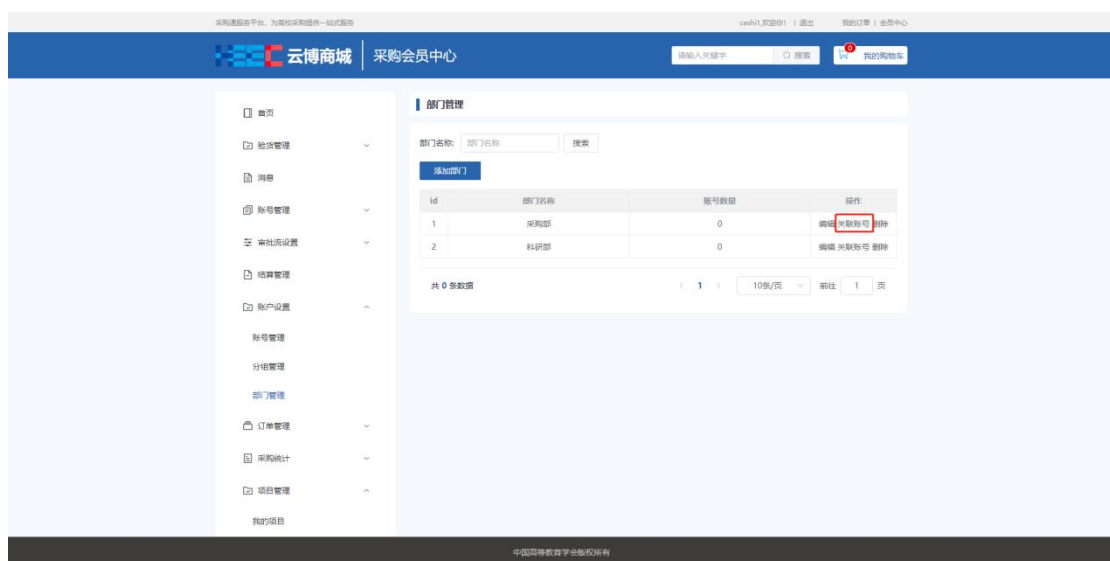 采购通服务平台，为高校采购提供一站式服务
ceshi1,欢迎你! | 退出 我的订单 | 会员中心
HEEC 云博商城 采购会员中心
请输入关键字 搜索 0 我的购物车
首页
验货管理
消息
账号管理
审批流设置
结算管理
账户设置
账号管理
分组管理
部门管理
订单管理
采购统计
项目管理
我的项目
部门管理
部门名称: 部门名称 搜索
添加部门
id 部门名称 账号数量 操作
1 采购部 0 编辑 关联账号 删除
2 科研部 0 编辑 关联账号 删除
共 0 条数据 1 10条/页 前往 1 页
中国高等教育学会版权所有